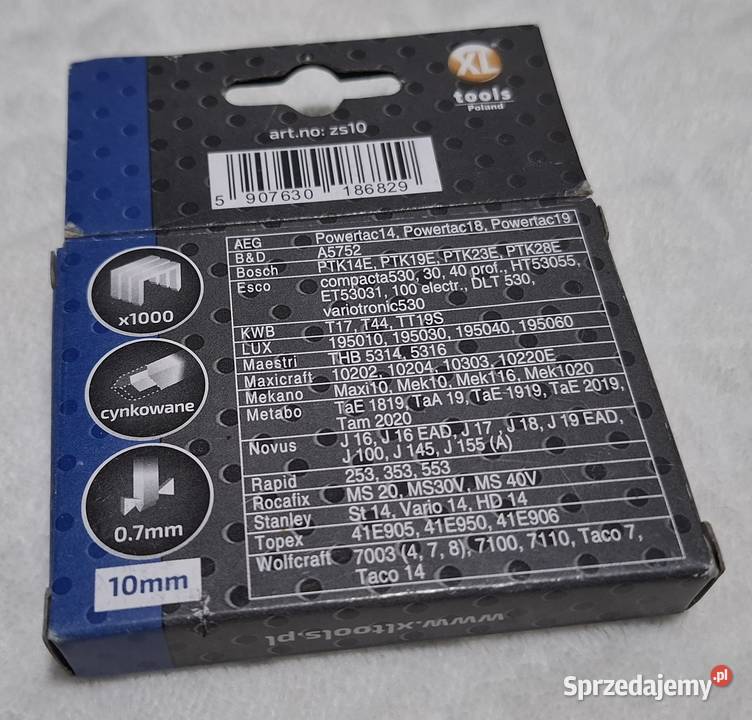 XL
tools
Poland
art.no: zs10
5 907630 186829
x1000
cynkowane
0.7mm
10mm
AEG Powertac14, Powertac18, Powertac19
B&D A5752
Bosch PTK14E, PTK19E, PTK23E, PTK28E
Esco compacta530, 30, 40 prof., HT53055,
ET53031, 100 electr., DLT 530,
variotronic530
KWB T17, T44, TT19S
LUX 195010, 195030, 195040, 195060
Maestri THB 5314, 5316
Maxicraft 10202, 10204, 10303, 10220E
Mekano Maxi10, Mek10, Mek116, Mek1020
Metabo TaE 1819, TaA 19, TaE 1919, TaE 2019,
Tam 2020
Novus J 16, J 16 EAD, J 17 , J 18, J 19 EAD,
J 100, J 145, J 155 (A)
Rapid 253, 353, 553
Rocafix MS 20, MS30V, MS 40V
Stanley St 14, Vario 14, HD 14
Topex 41E905, 41E950, 41E906
Wolfcraft 7003 (4, 7, 8), 7100, 7110, Taco 7,
Taco 14
www.xltools.pl
Sprzedajemy.pl